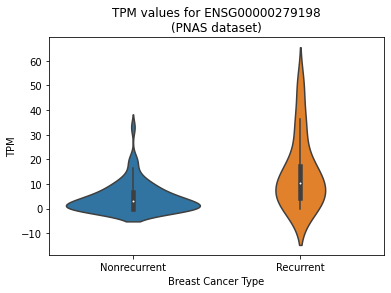 TPM values for ENSG00000279198
(PNAS dataset)
TPM
60
50
40
30
20
10
0
−10
Nonrecurrent
Recurrent
Breast Cancer Type